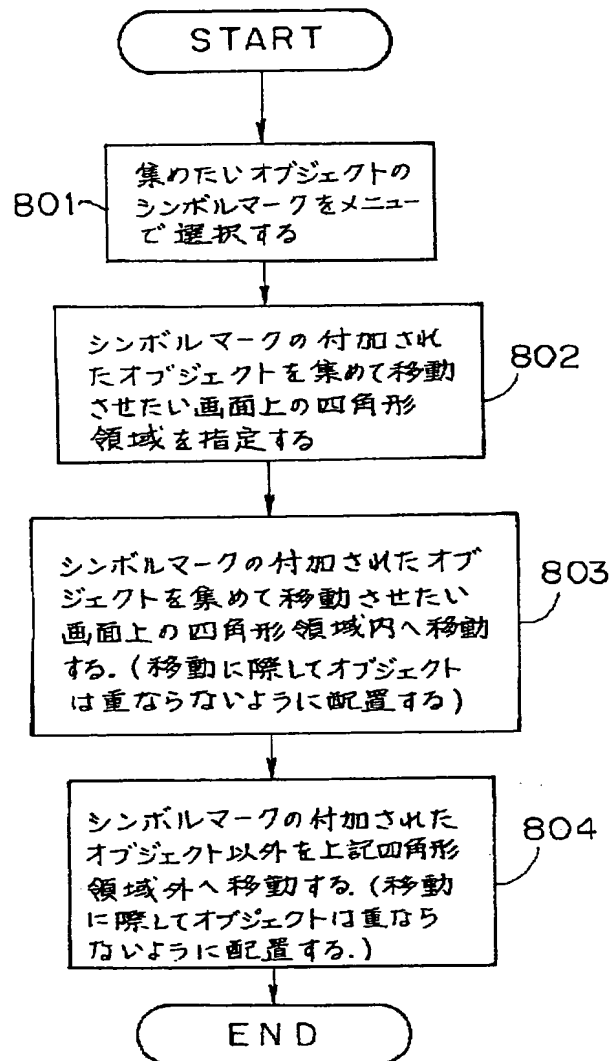 START
801
集めたいオブジェクトの
シンボルマークをメニュー
で選択する
シンボルマークの付加され
たオブジェクトを集めて移動
させたい画面上の四角形
領域を指定する
802
シンボルマークの付加されたオブ
ジェクトを集めて移動させたい
画面上の四角形領域内へ移動
する.(移動に際してオブジェクト
は重ならないように配置する)
803
シンボルマークの付加された
オブジェクト以外を上記四角形
領域外へ移動する.(移動
に際してオブジェクトは重なら
ないように配置する.)
804
END